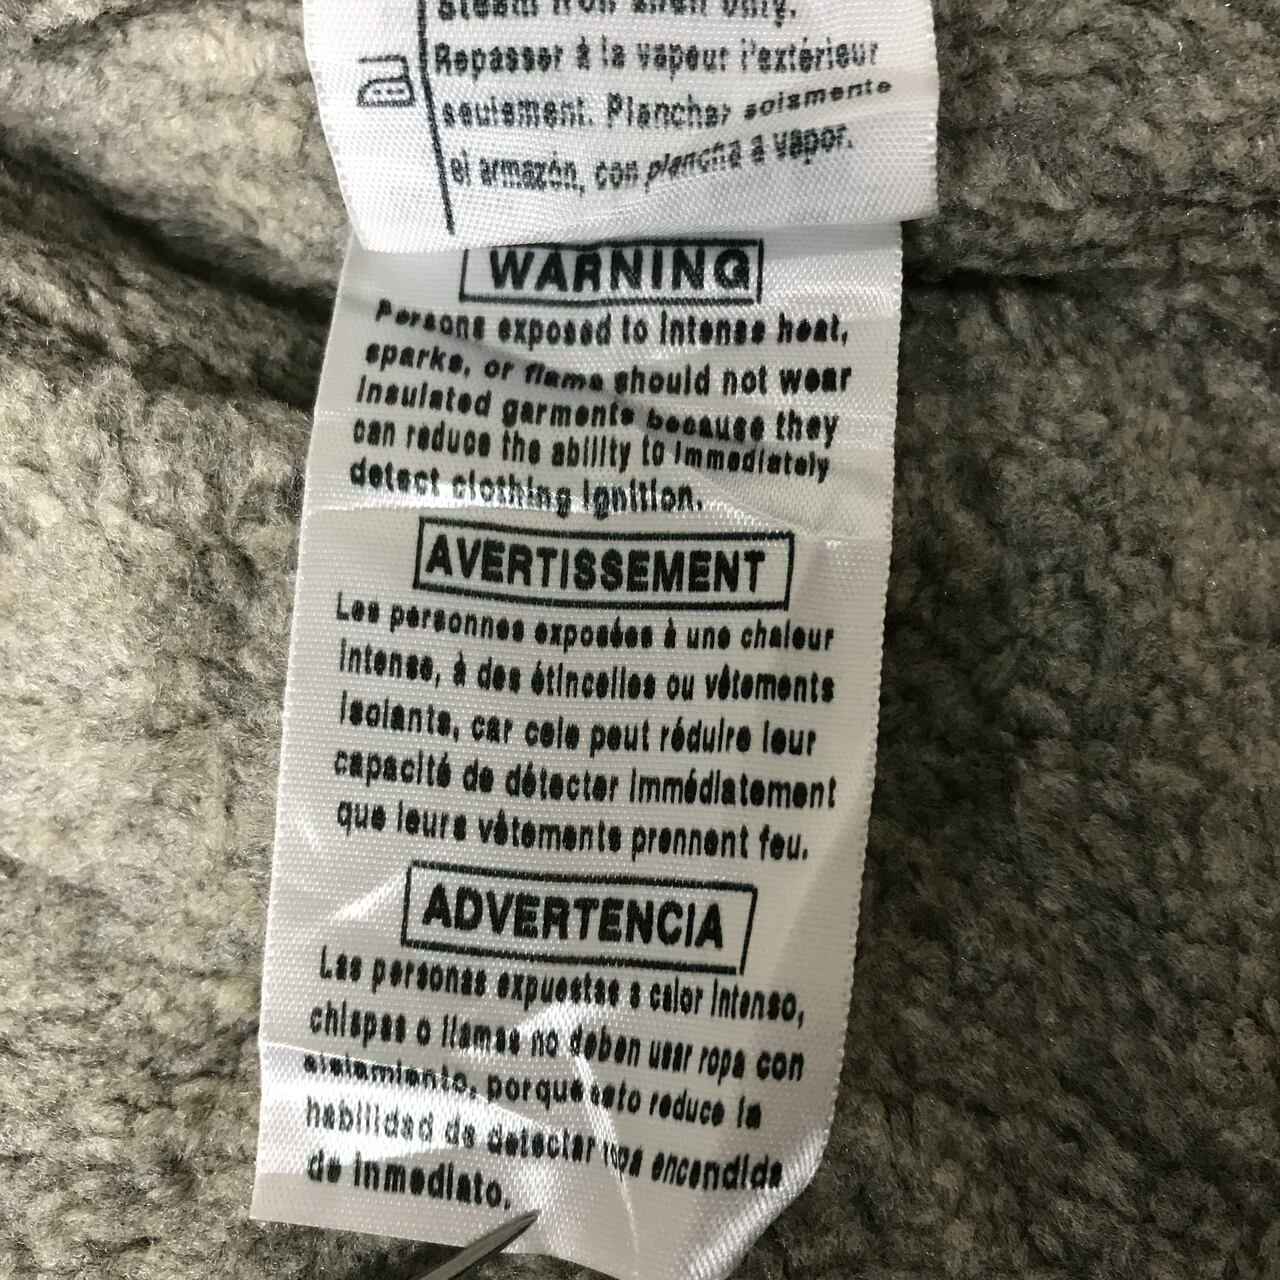 Steam iron shell only.
Repasser à la vapeur l'extérieur
seulement. Planchar solamente
el armazón, con plancha a vapor.
WARNING
Persons exposed to intense heat,
sparks, or flame should not wear
insulated garments because they
can reduce the ability to immediately
detect clothing ignition.
AVERTISSEMENT
Les personnes exposées à une chaleur
intense, à des étincelles ou vêtements
isolants, car cela peut réduire leur
capacité de détecter immédiatement
que leurs vêtements prennent feu.
ADVERTENCIA
Las personas expuestas a calor intenso,
chispas o llamas no deben usar ropa con
aislamiento, porque esto reduce la
habilidad de detectar ropa encendida
de inmediato.